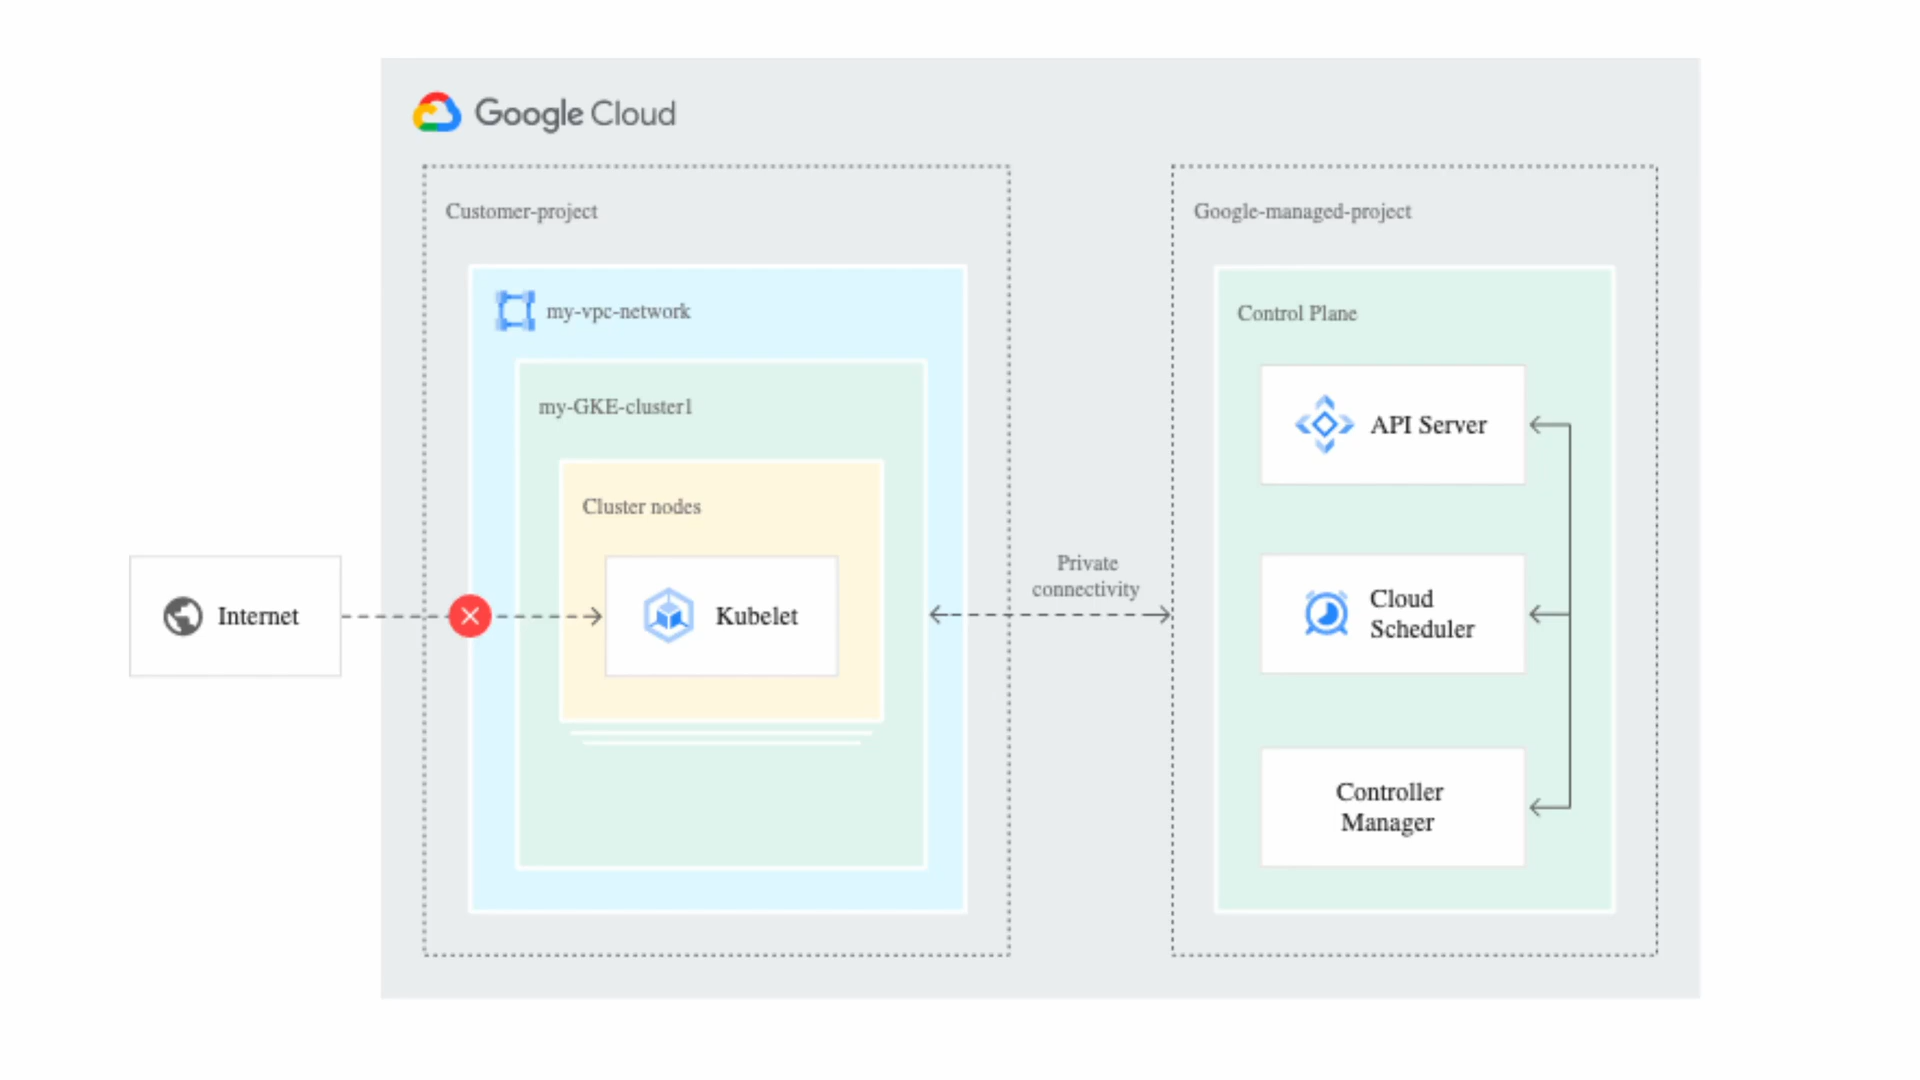 Google Cloud
Customer-project
my-vpc-network
my-GKE-cluster1
Cluster nodes
Kubelet
Internet
Private
connectivity
Google-managed-project
Control Plane
API Server
Cloud
Scheduler
Controller
Manager